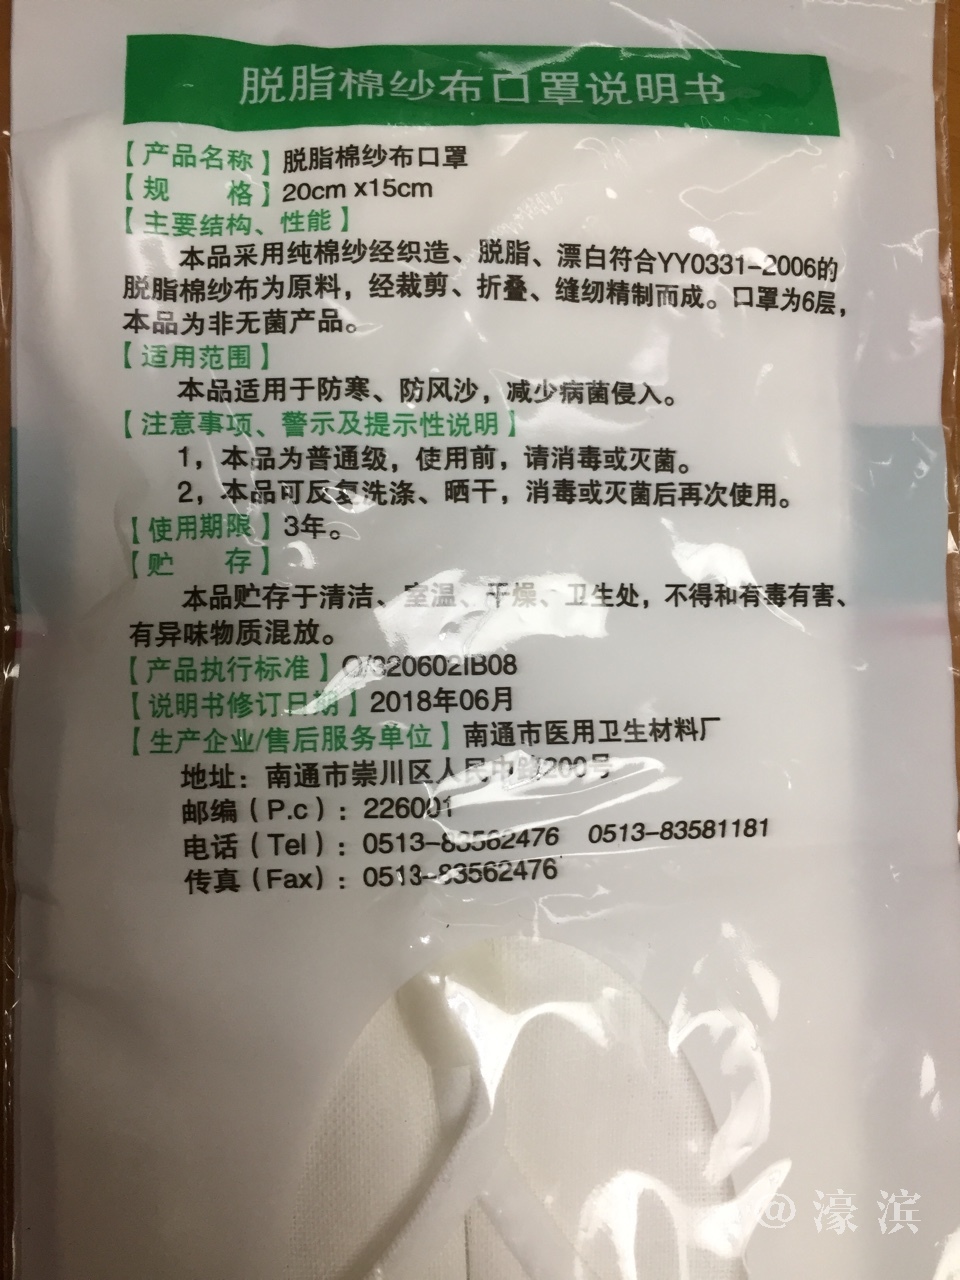 脱脂棉纱布口罩说明书
【产品名称】脱脂棉纱布口罩
【规　　格】20cm x15cm
【主要结构、性能】
本品采用纯棉纱经织造、脱脂、漂白符合YY0331-2006的
脱脂棉纱布为原料，经裁剪、折叠、缝纫精制而成。口罩为6层，
本品为非无菌产品。
【适用范围】
本品适用于防寒、防风沙，减少病菌侵入。
【注意事项、警示及提示性说明】
1，本品为普通级，使用前，请消毒或灭菌。
2，本品可反复洗涤、晒干，消毒或灭菌后再次使用。
【使用期限】3年。
【贮　　存】
本品贮存于清洁、室温、干燥、卫生处，不得和有毒有害、
有异味物质混放。
【产品执行标准】Q/320602IB08
【说明书修订日期】2018年06月
【生产企业/售后服务单位】南通市医用卫生材料厂
地址：南通市崇川区人民中路200号
邮编（P.c）：226001
电话（Tel）：0513-83562476　0513-83581181
传真（Fax）：0513-83562476
@濠滨